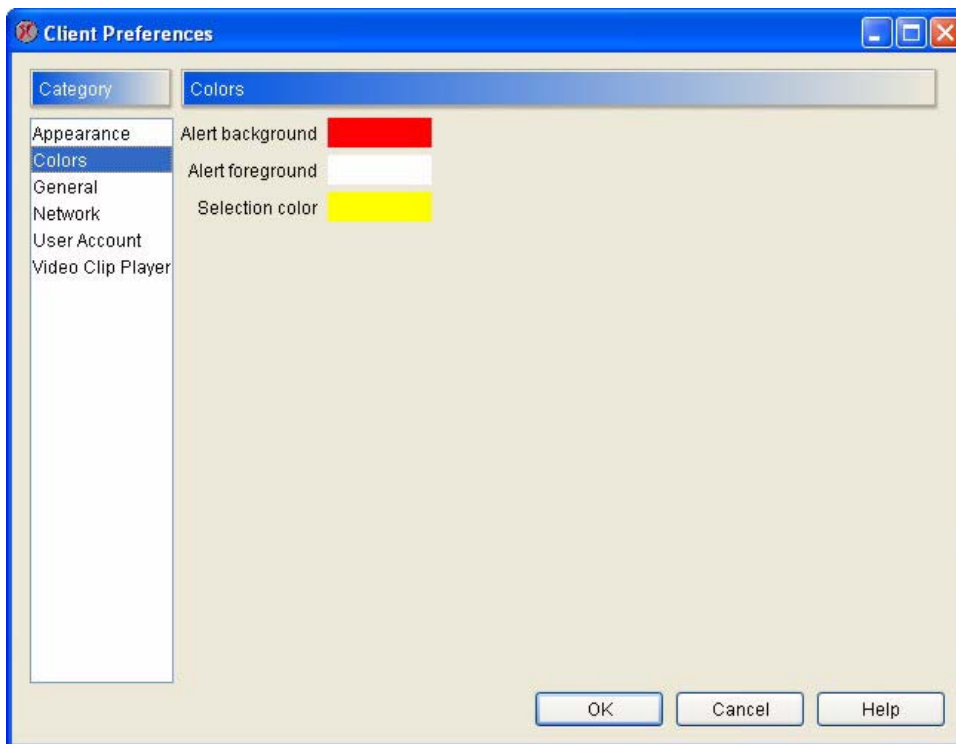 Client Preferences
Category
Colors
Appearance
Colors
General
Network
User Account
Video Clip Player
Alert background
Alert foreground
Selection color
OK
Cancel
Help